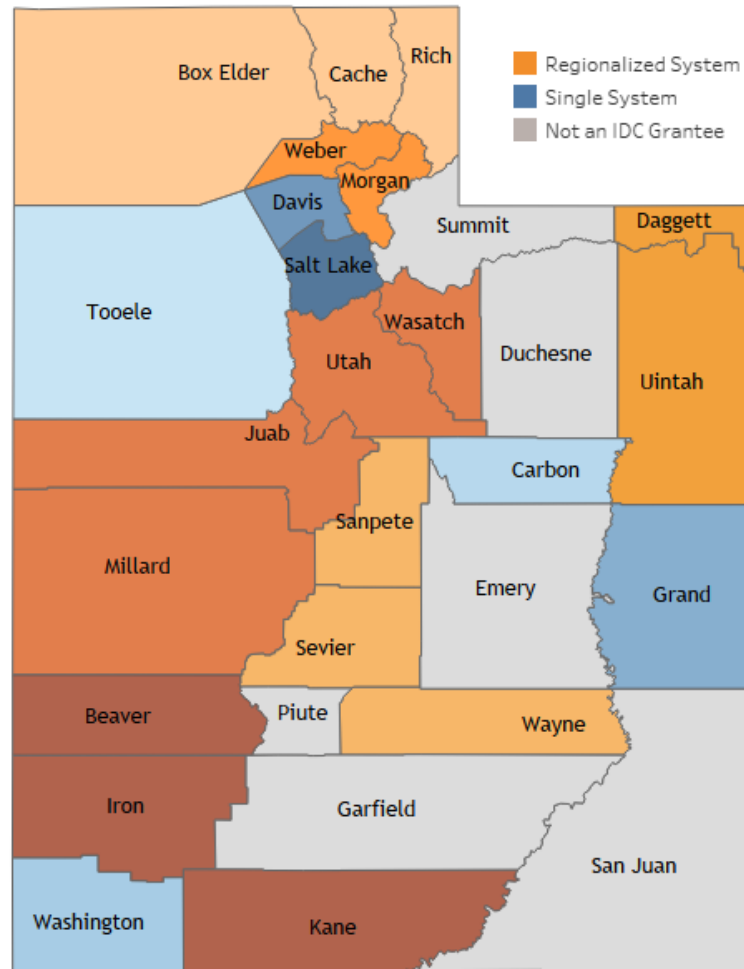 Box Elder
Cache
Rich
Regionalized System
Single System
Not an IDC Grantee
Weber
Morgan
Davis
Summit
Daggett
Salt Lake
Tooele
Wasatch
Utah
Duchesne
Uintah
Juab
Carbon
Sanpete
Millard
Emery
Grand
Sevier
Beaver
Piute
Wayne
Iron
Garfield
San Juan
Washington
Kane